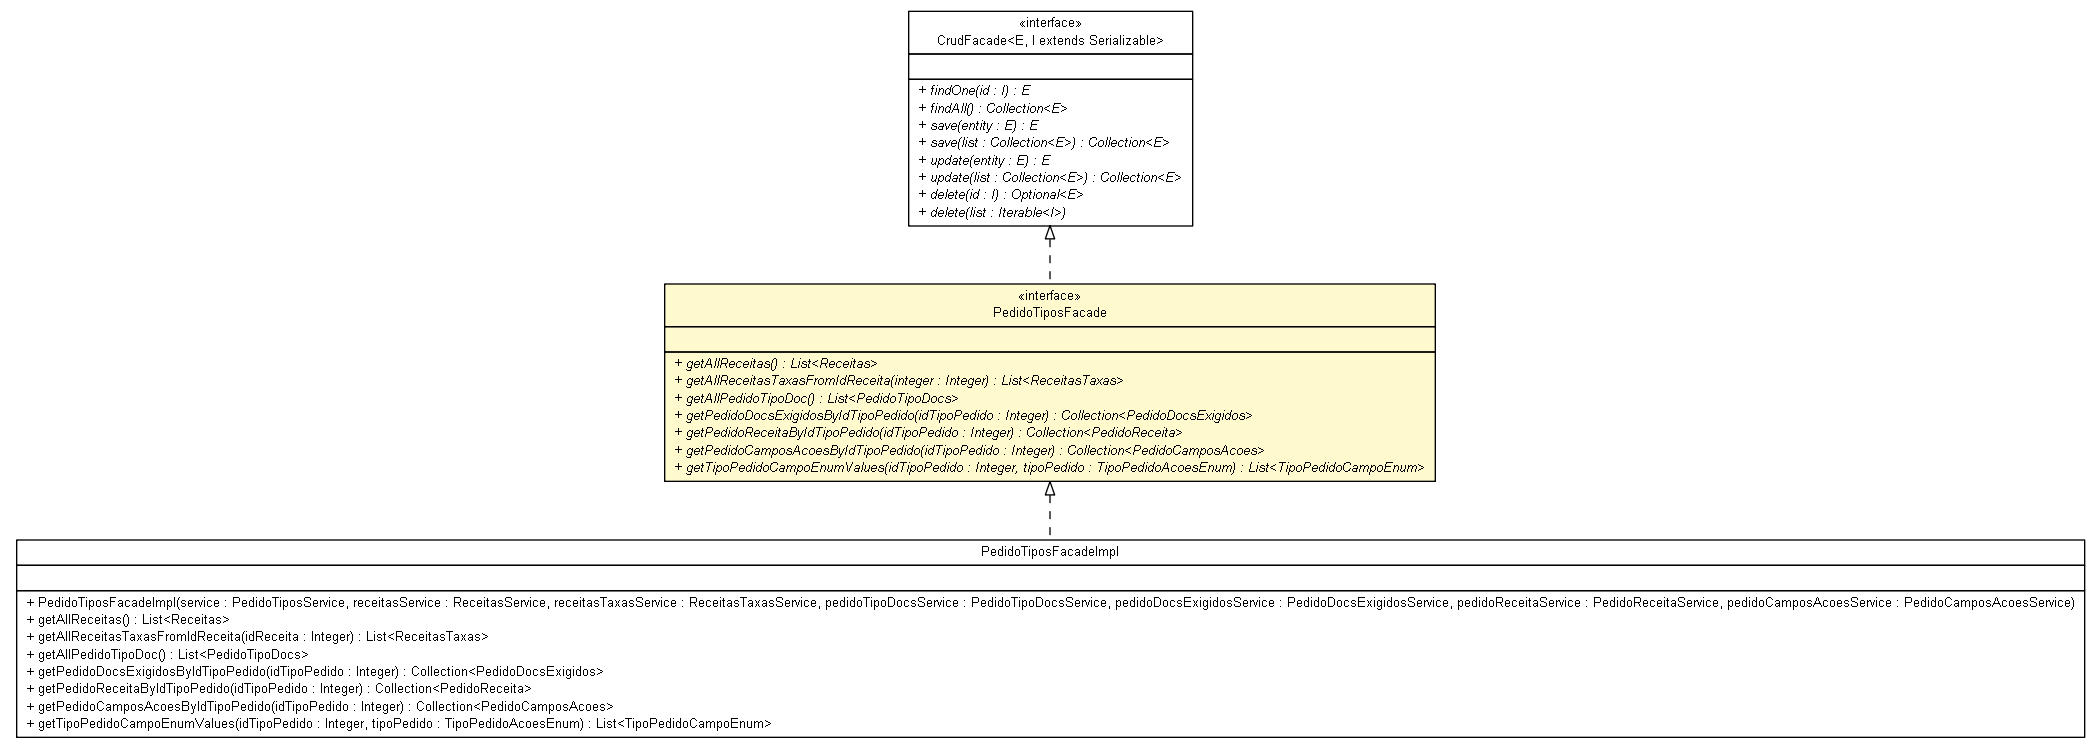 «interface»
CrudFacade<E, I extends Serializable>
+ findOne(id : I) : E
+ findAll() : Collection<E>
+ save(entity : E) : E
+ save(list : Collection<E>) : Collection<E>
+ update(entity : E) : E
+ update(list : Collection<E>) : Collection<E>
+ delete(id : I) : Optional<E>
+ delete(list : Iterable<I>)
«interface»
PedidoTiposFacade
+ getAllReceitas() : List<Receitas>
+ getAllReceitasTaxasFromIdReceita(integer : Integer) : List<ReceitasTaxas>
+ getAllPedidoTipoDoc() : List<PedidoTipoDocs>
+ getPedidoDocsExigidosByIdTipoPedido(idTipoPedido : Integer) : Collection<PedidoDocsExigidos>
+ getPedidoReceitaByIdTipoPedido(idTipoPedido : Integer) : Collection<PedidoReceita>
+ getPedidoCamposAcoesByIdTipoPedido(idTipoPedido : Integer) : Collection<PedidoCamposAcoes>
+ getTipoPedidoCampoEnumValues(idTipoPedido : Integer, tipoPedido : TipoPedidoAcoesEnum) : List<TipoPedidoCampoEnum>
PedidoTiposFacadeImpl
+ PedidoTiposFacadeImpl(service : PedidoTiposService, receitasService : ReceitasService, receitasTaxasService : ReceitasTaxasService, pedidoTipoDocsService : PedidoTipoDocsService, pedidoDocsExigidosService : PedidoDocsExigidosService, pedidoReceitaService : PedidoReceitaService, pedidoCamposAcoesService : PedidoCamposAcoesService)
+ getAllReceitas() : List<Receitas>
+ getAllReceitasTaxasFromIdReceita(idReceita : Integer) : List<ReceitasTaxas>
+ getAllPedidoTipoDoc() : List<PedidoTipoDocs>
+ getPedidoDocsExigidosByIdTipoPedido(idTipoPedido : Integer) : Collection<PedidoDocsExigidos>
+ getPedidoReceitaByIdTipoPedido(idTipoPedido : Integer) : Collection<PedidoReceita>
+ getPedidoCamposAcoesByIdTipoPedido(idTipoPedido : Integer) : Collection<PedidoCamposAcoes>
+ getTipoPedidoCampoEnumValues(idTipoPedido : Integer, tipoPedido : TipoPedidoAcoesEnum) : List<TipoPedidoCampoEnum>